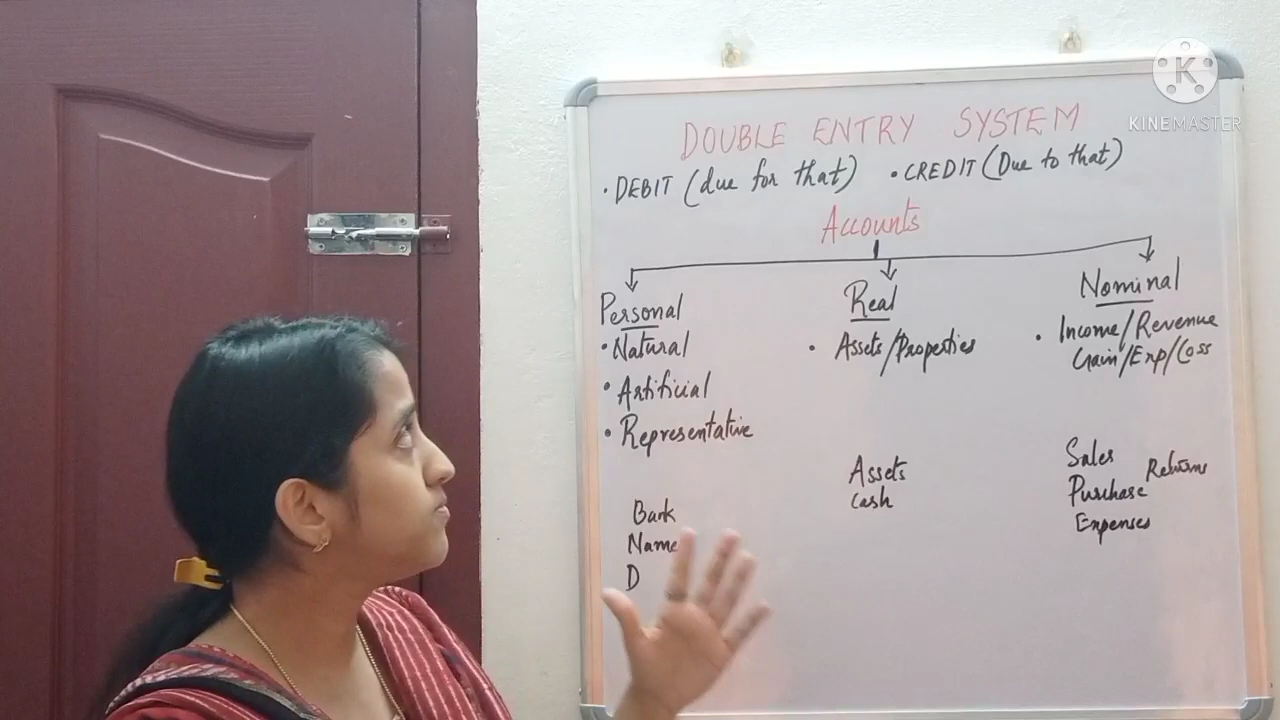 K
KINEMASTER
DOUBLE ENTRY SYSTEM
• DEBIT (due for that) • CREDIT (Due to that)
Accounts
Personal
• Natural
• Artificial
• Representative
Bank
Name
D
Real
• Assets/Properties
Assets
Cash
Nominal
• Income/Revenue
Gain/Exp/Loss
Sales
Purchase Returns
Expenses